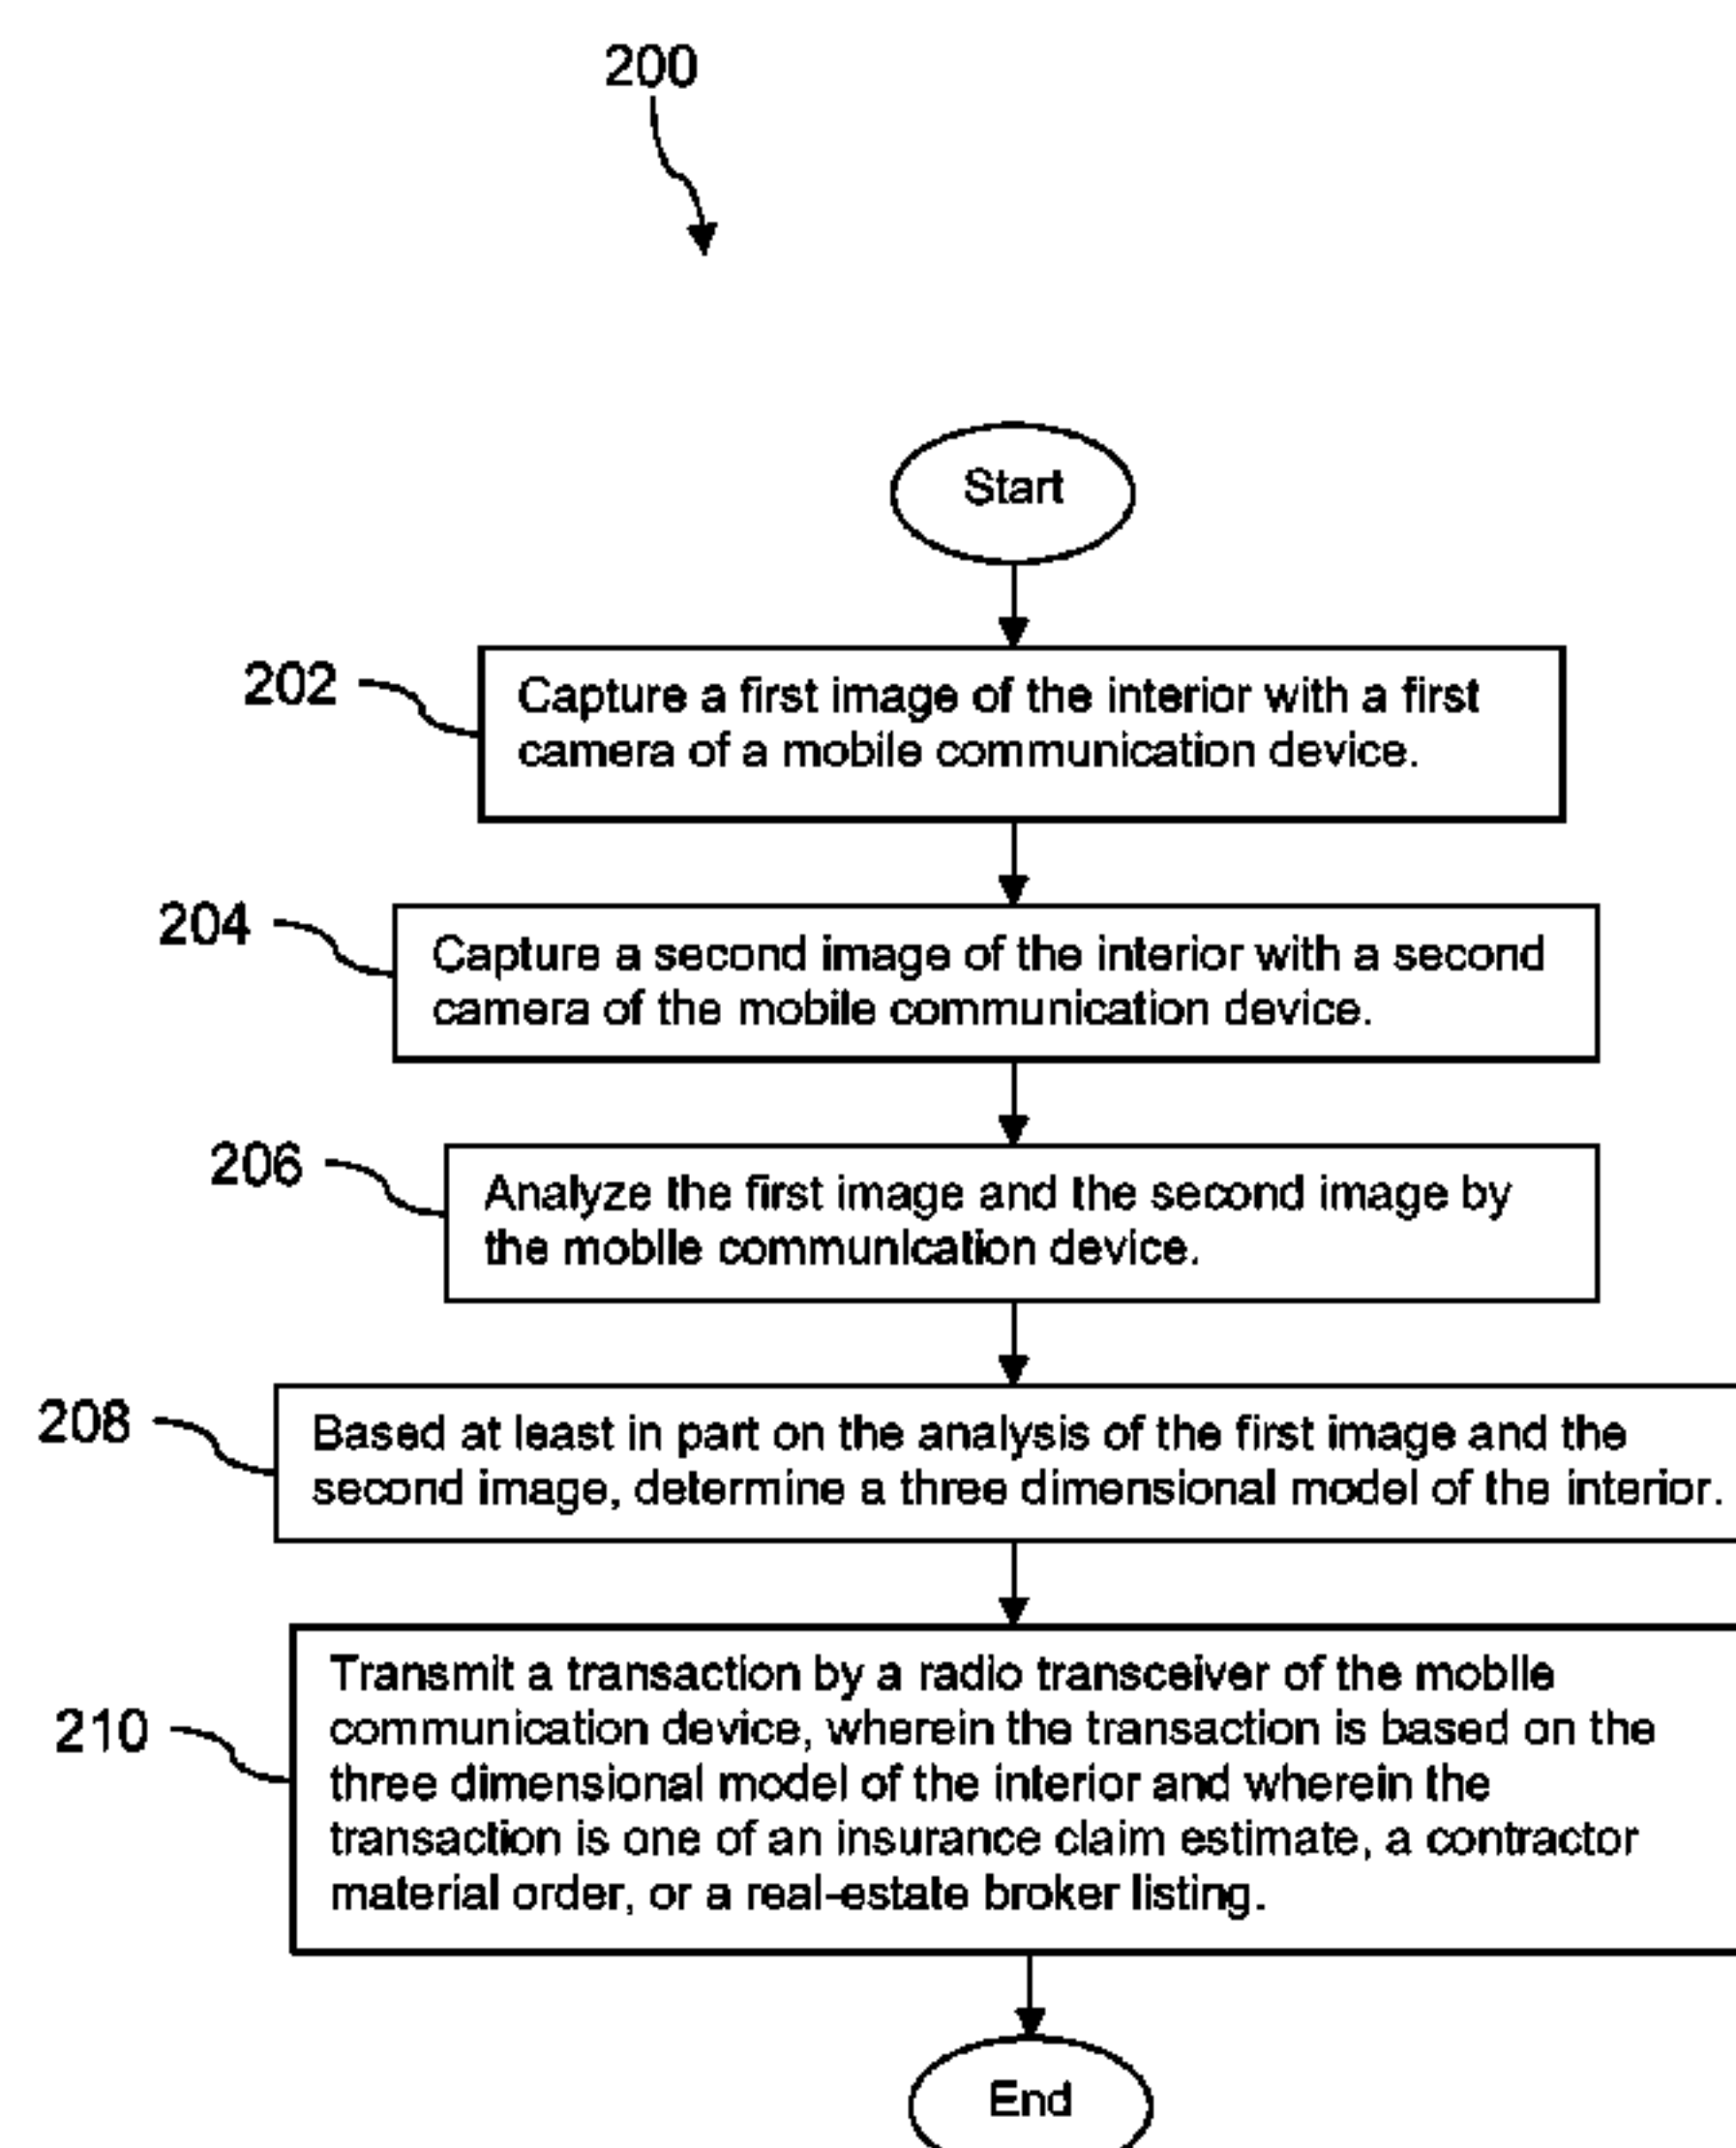 200
Start
202
Capture a first image of the interior with a first
camera of a mobile communication device.
204
Capture a second image of the interior with a second
camera of the mobile communication device.
206
Analyze the first image and the second image by
the mobile communication device.
208
Based at least in part on the analysis of the first image and the
second image, determine a three dimensional model of the interior.
210
Transmit a transaction by a radio transceiver of the mobile
communication device, wherein the transaction is based on the
three dimensional model of the interior and wherein the
transaction is one of an insurance claim estimate, a contractor
material order, or a real-estate broker listing.
End